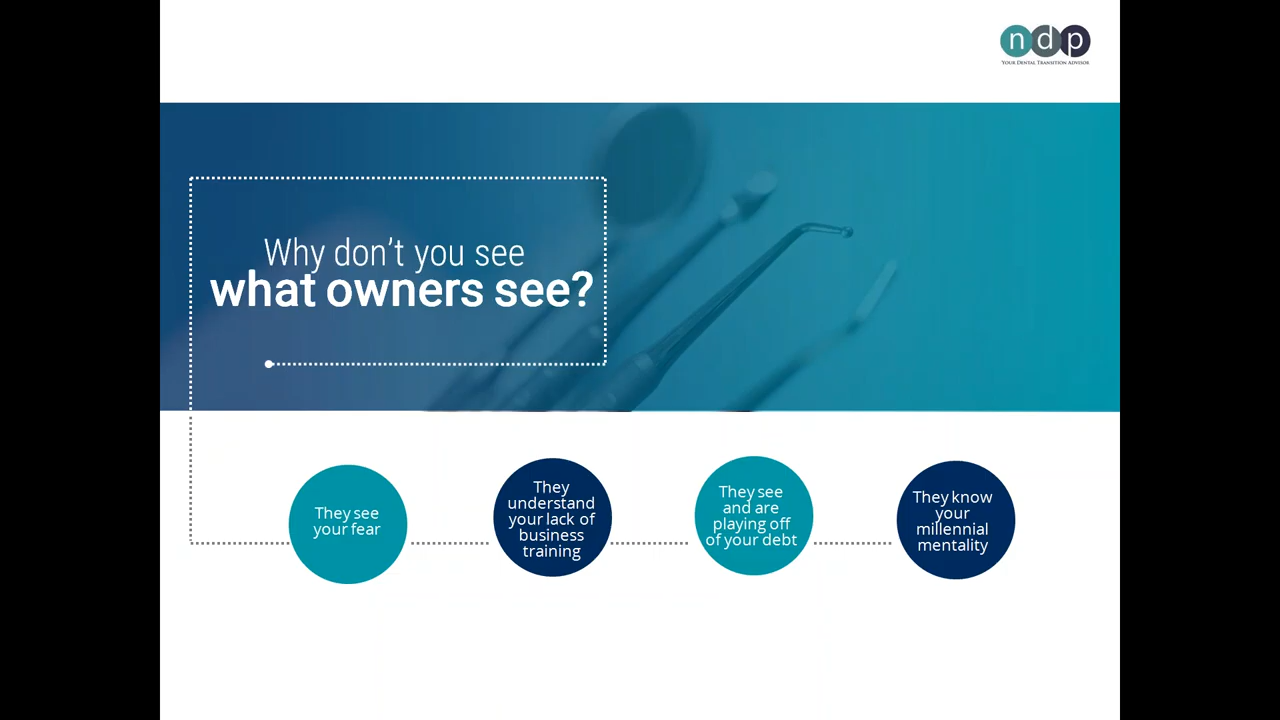 ndp
YOUR DENTAL TRANSITION ADVISOR
Why don't you see
what owners see?
They see
your fear
They
understand
your lack of
business
training
They see
and are
playing off
of your debt
They know
your
millennial
mentality